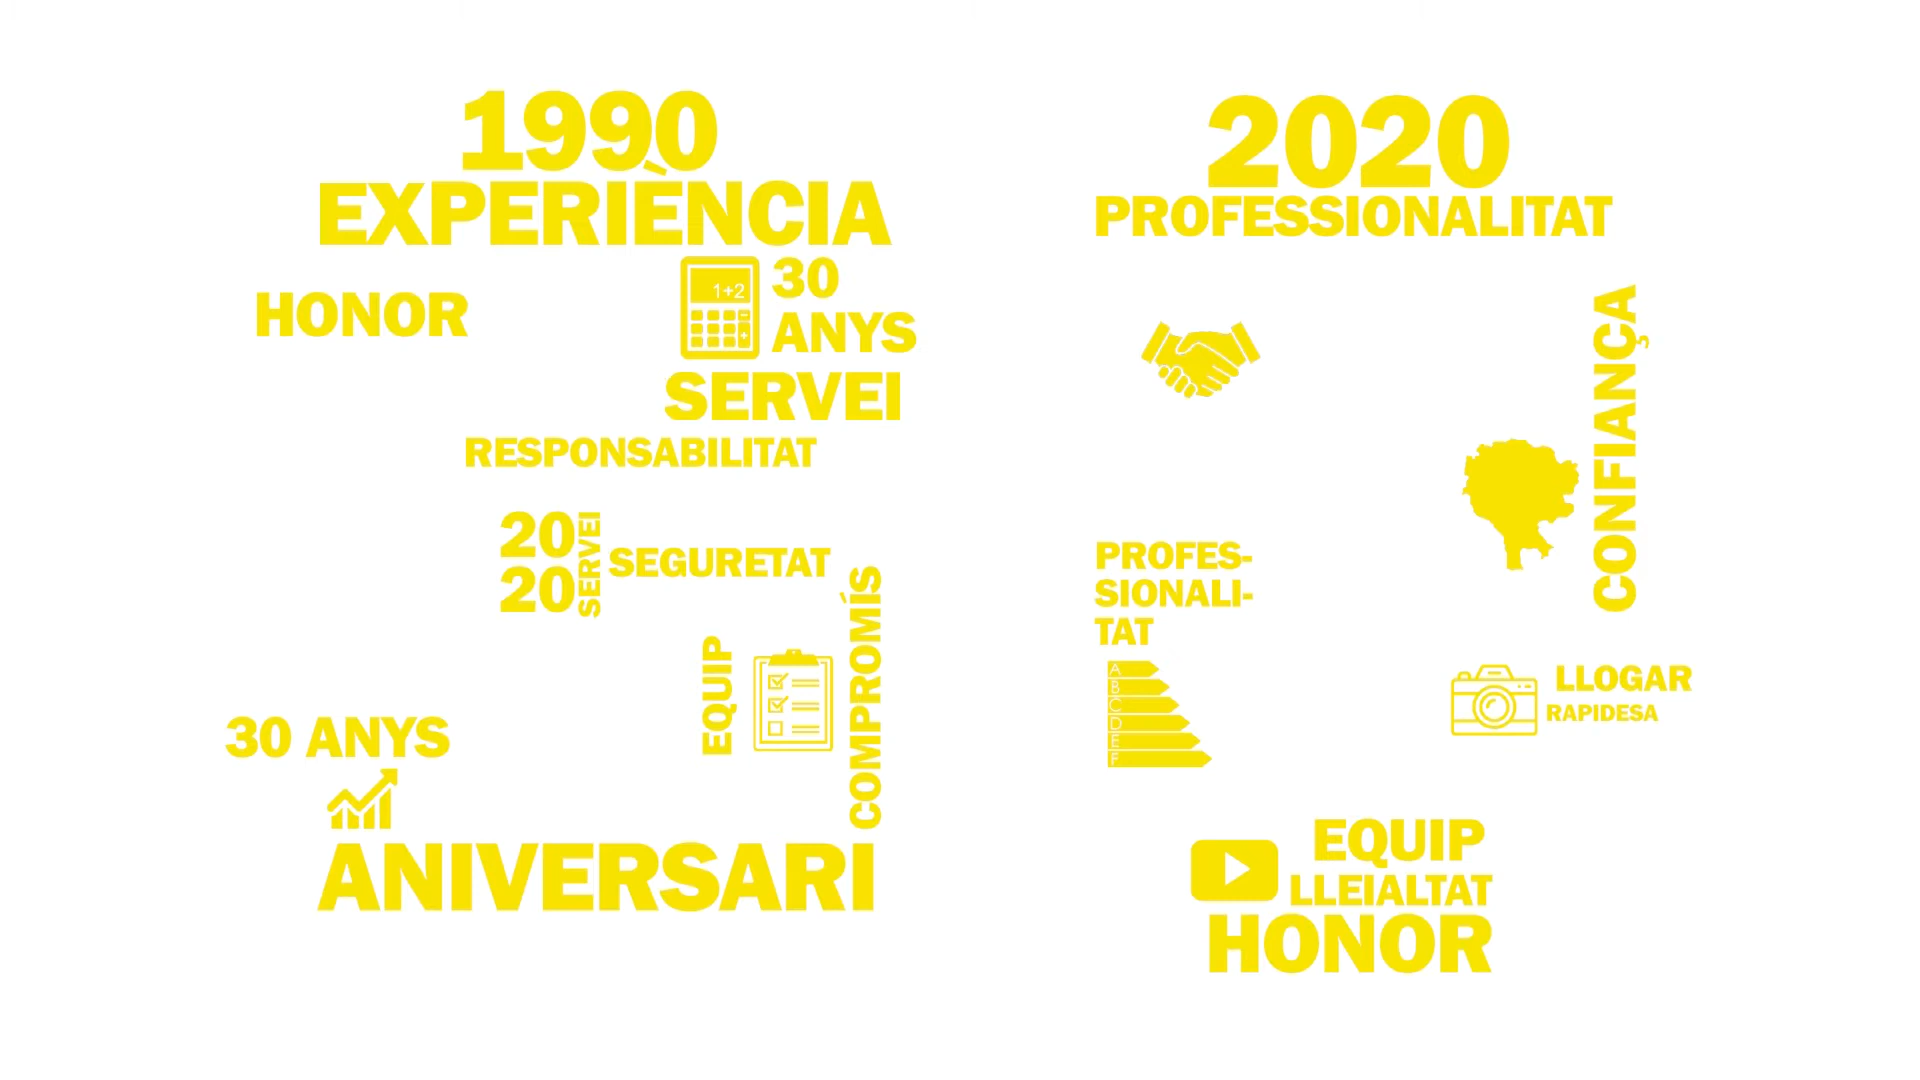 1990
EXPERIÈNCIA
HONOR
1+2
30
ANYS
SERVEI
RESPONSABILITAT
20
20
SERVEI
SEGURETAT
EQUIP
COMPROMÍS
30 ANYS
ANIVERSARI
2020
PROFESSIONALITAT
CONFIANÇA
PROFES-
SIONALI-
TAT
A
B
C
D
E
F
LLOGAR
RAPIDESA
EQUIP
LLEIALTAT
HONOR